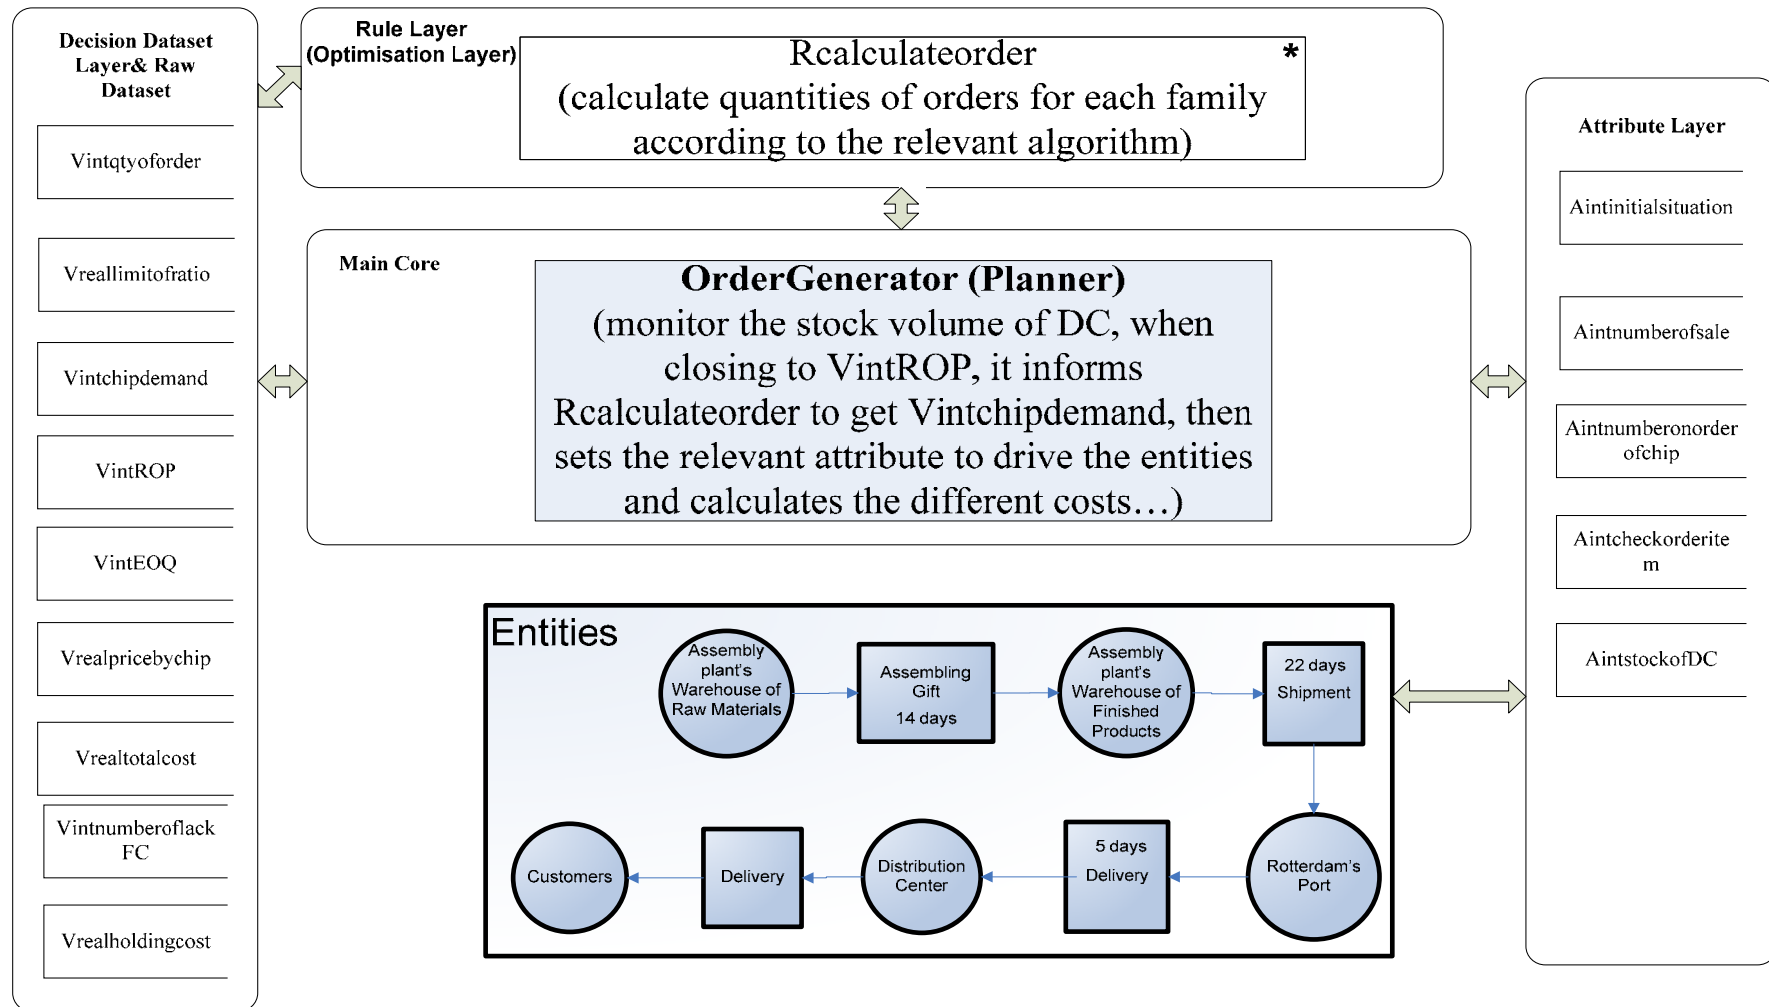 Decision Dataset
Layer& Raw
Dataset
Vintqtyoforder
Vreallimitofratio
Vintchipdemand
VintROP
VintEOQ
Vrealpricebychip
Vrealtotalcost
Vintnumberoflack
FC
Vrealholdingcost
Rule Layer
(Optimisation Layer)
Rcalculateorder
*
(calculate quantities of orders for each family
according to the relevant algorithm)
Main Core
OrderGenerator (Planner)
(monitor the stock volume of DC, when
closing to VintROP, it informs
Rcalculateorder to get Vintchipdemand, then
sets the relevant attribute to drive the entities
and calculates the different costs…)
Entities
Assembly
plant's
Warehouse of
Raw Materials
Assembling
Gift
14 days
Assembly
plant's
Warehouse of
Finished
Products
22 days
Shipment
Customers
Delivery
Distribution
Center
5 days
Delivery
Rotterdam's
Port
Attribute Layer
Aintinitialsituation
Aintnumberofsale
Aintnumberonorder
ofchip
Aintcheckorderite
m
AintstockofDC